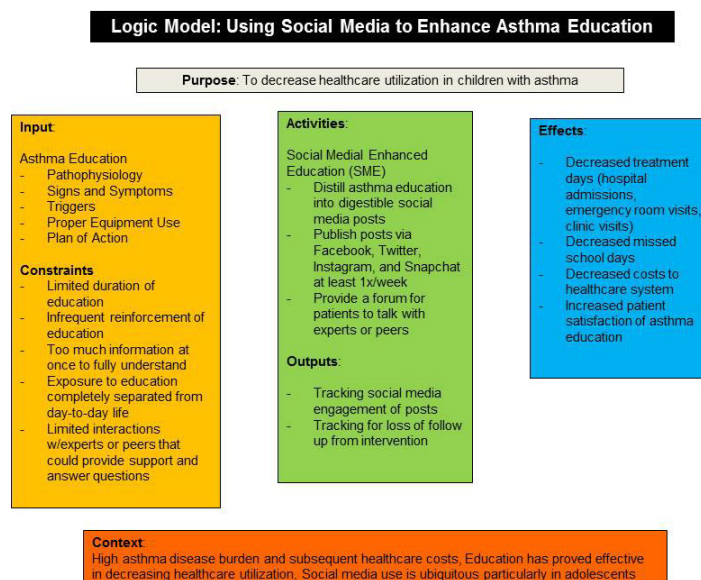 Logic Model: Using Social Media to Enhance Asthma Education
Purpose: To decrease healthcare utilization in children with asthma
Input:
Asthma Education
- Pathophysiology
- Signs and Symptoms
- Triggers
- Proper Equipment Use
- Plan of Action
Constraints
- Limited duration of
education
- Infrequent reinforcement of
education
- Too much information at
once to fully understand
- Exposure to education
completely separated from
day-to-day life
- Limited interactions
w/experts or peers that
could provide support and
answer questions
Activities:
Social Medial Enhanced
Education (SME)
- Distill asthma education
into digestible social
media posts
- Publish posts via
Facebook, Twitter,
Instagram, and Snapchat
at least 1x/week
- Provide a forum for
patients to talk with
experts or peers
Outputs:
- Tracking social media
engagement of posts
- Tracking for loss of follow
up from intervention
Effects:
- Decreased treatment
days (hospital
admissions,
emergency room visits,
clinic visits)
- Decreased missed
school days
- Decreased costs to
healthcare system
- Increased patient
satisfaction of asthma
education
Context:
High asthma disease burden and subsequent healthcare costs, Education has proved effective
in decreasing healthcare utilization, Social media use is ubiquitous particularly in adolescents